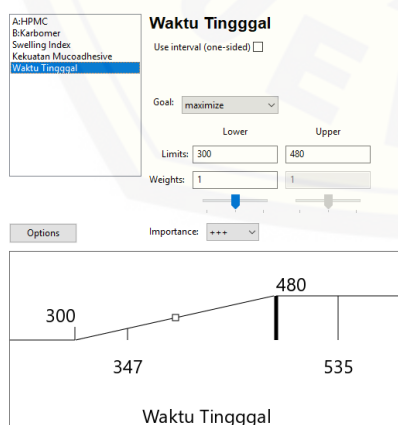 A:HPMC
B:Karbomer
Swelling Index
Kekuatan Mucoadhesive
Waktu Tingggal
Waktu Tingggal
Use interval (one-sided)
Goal: maximize
Lower Upper
Limits: 300 480
Weights: 1 1
Options
Importance: +++
300
480
347
535
Waktu Tingggal